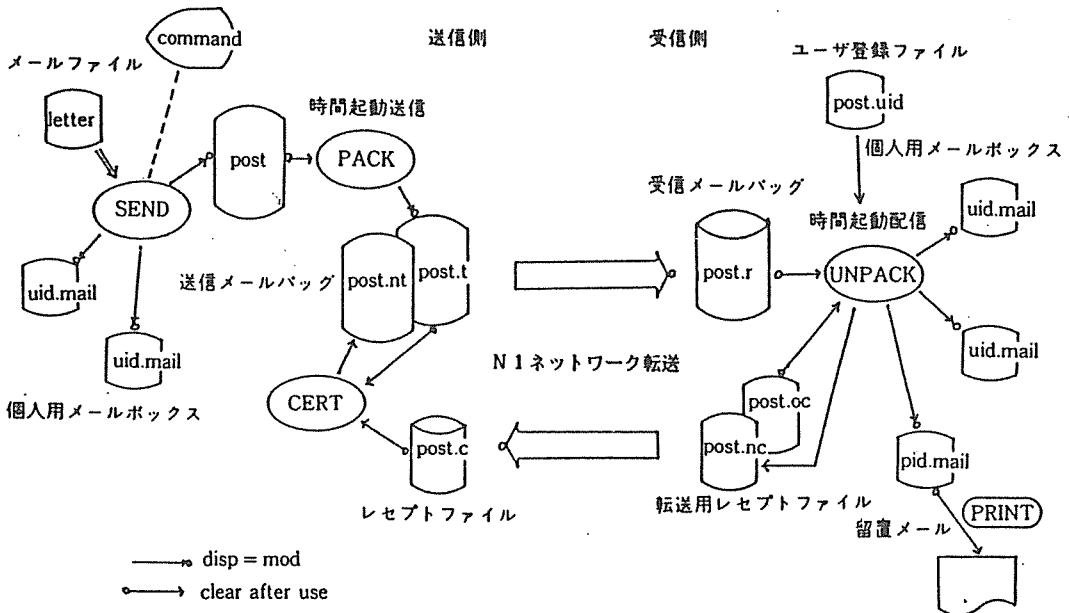 command
送信側
受信側
ユーザ登録ファイル
メールファイル
letter
時間起動送信
post.uid
post
PACK
個人用メールボックス
SEND
受信メールバッグ
時間起動配信
uid.mail
uid.mail
送信メールバッグ
post.nt
post.t
post.r
UNPACK
uid.mail
uid.mail
N1ネットワーク転送
個人用メールボックス
CERT
post.oc
post.c
post.nc
pid.mail
レセプトファイル
転送用レセプトファイル
留置メール
PRINT
disp = mod
clear after use